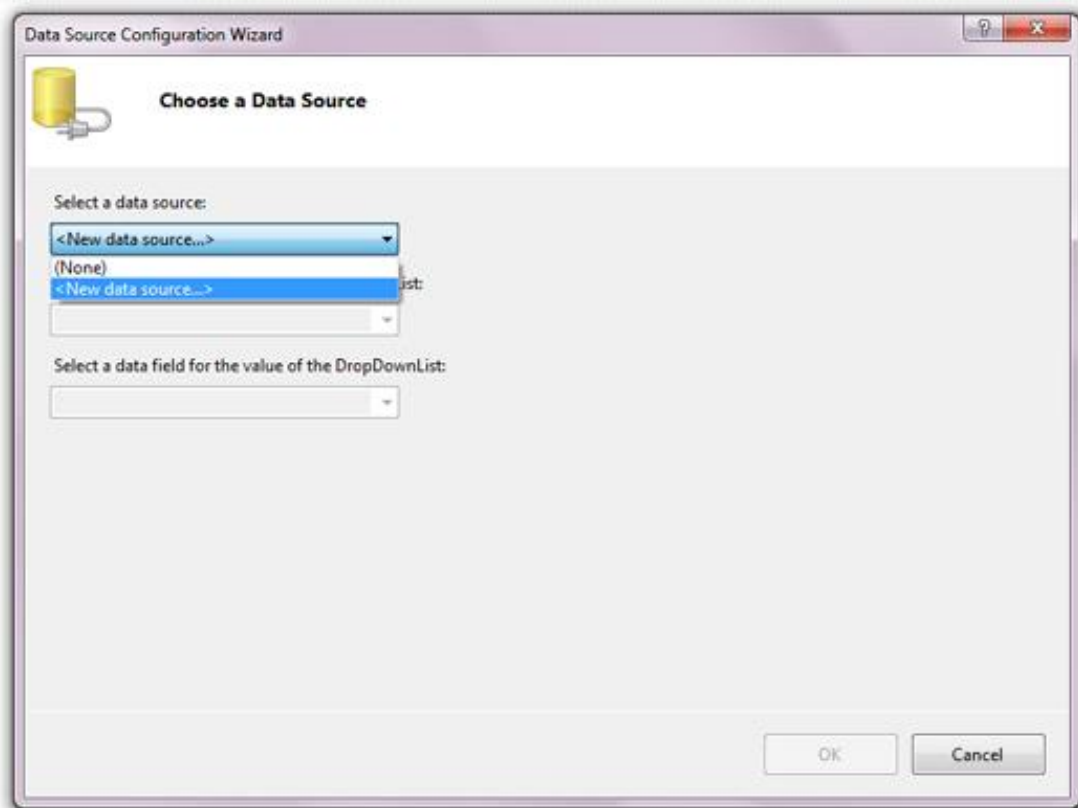 Data Source Configuration Wizard
Choose a Data Source
Select a data source:
<New data source...>
(None)
<New data source...>
ist:
Select a data field for the value of the DropDownList:
OK
Cancel